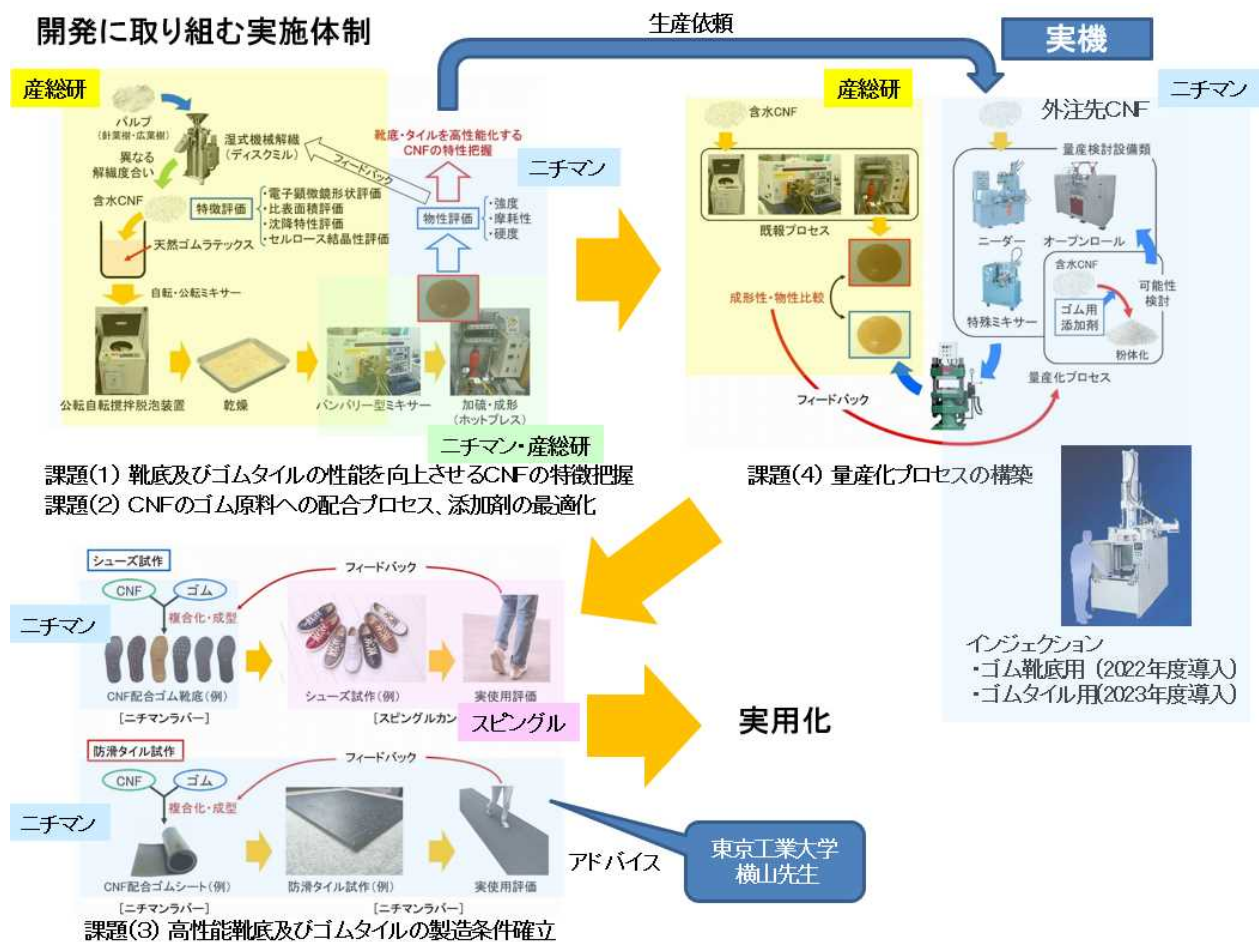 開発に取り組む実施体制
生産依頼
実機
産総研
パルプ
(針葉樹・広葉樹)
湿式機械解繊
(ディスクミル)
異なる
解繊度合い
含水CNF
特徴評価
・電子顕微鏡形状評価
・比表面積評価
・沈降特性評価
・セルロース結晶性評価
天然ゴムラテックス
自転・公転ミキサー
公転自転撹拌脱泡装置
乾燥
バンバリー型ミキサー
加硫・成形
(ホットプレス)
フィードバック
靴底・タイルを高性能化する
CNFの特性把握
ニチマン
物性評価
・強度
・摩耗性
・硬度
ニチマン・産総研
課題(1) 靴底及びゴムタイルの性能を向上させるCNFの特徴把握
課題(2) CNFのゴム原料への配合プロセス、添加剤の最適化
産総研
含水CNF
既報プロセス
成形性・物性比較
フィードバック
ニチマン
外注先CNF
量産検討設備類
ニーダー
オープンロール
特殊ミキサー
含水CNF
ゴム用
添加剤
粉体化
可能性
検討
量産化プロセス
課題(4) 量産化プロセスの構築
インジェクション
・ゴム靴底用 (2022年度導入)
・ゴムタイル用(2023年度導入)
シューズ試作
CNF
ゴム
複合化・成型
フィードバック
ニチマン
CNF配合ゴム靴底(例)
[ニチマンラバー]
シューズ試作(例)
実使用評価
[スピングルカン
スピングル
実用化
防滑タイル試作
CNF
ゴム
複合化・成型
フィードバック
ニチマン
CNF配合ゴムシート(例)
[ニチマンラバー]
防滑タイル試作(例)
実使用評価
[ニチマンラバー]
アドバイス
東京工業大学
横山先生
課題(3) 高性能靴底及びゴムタイルの製造条件確立